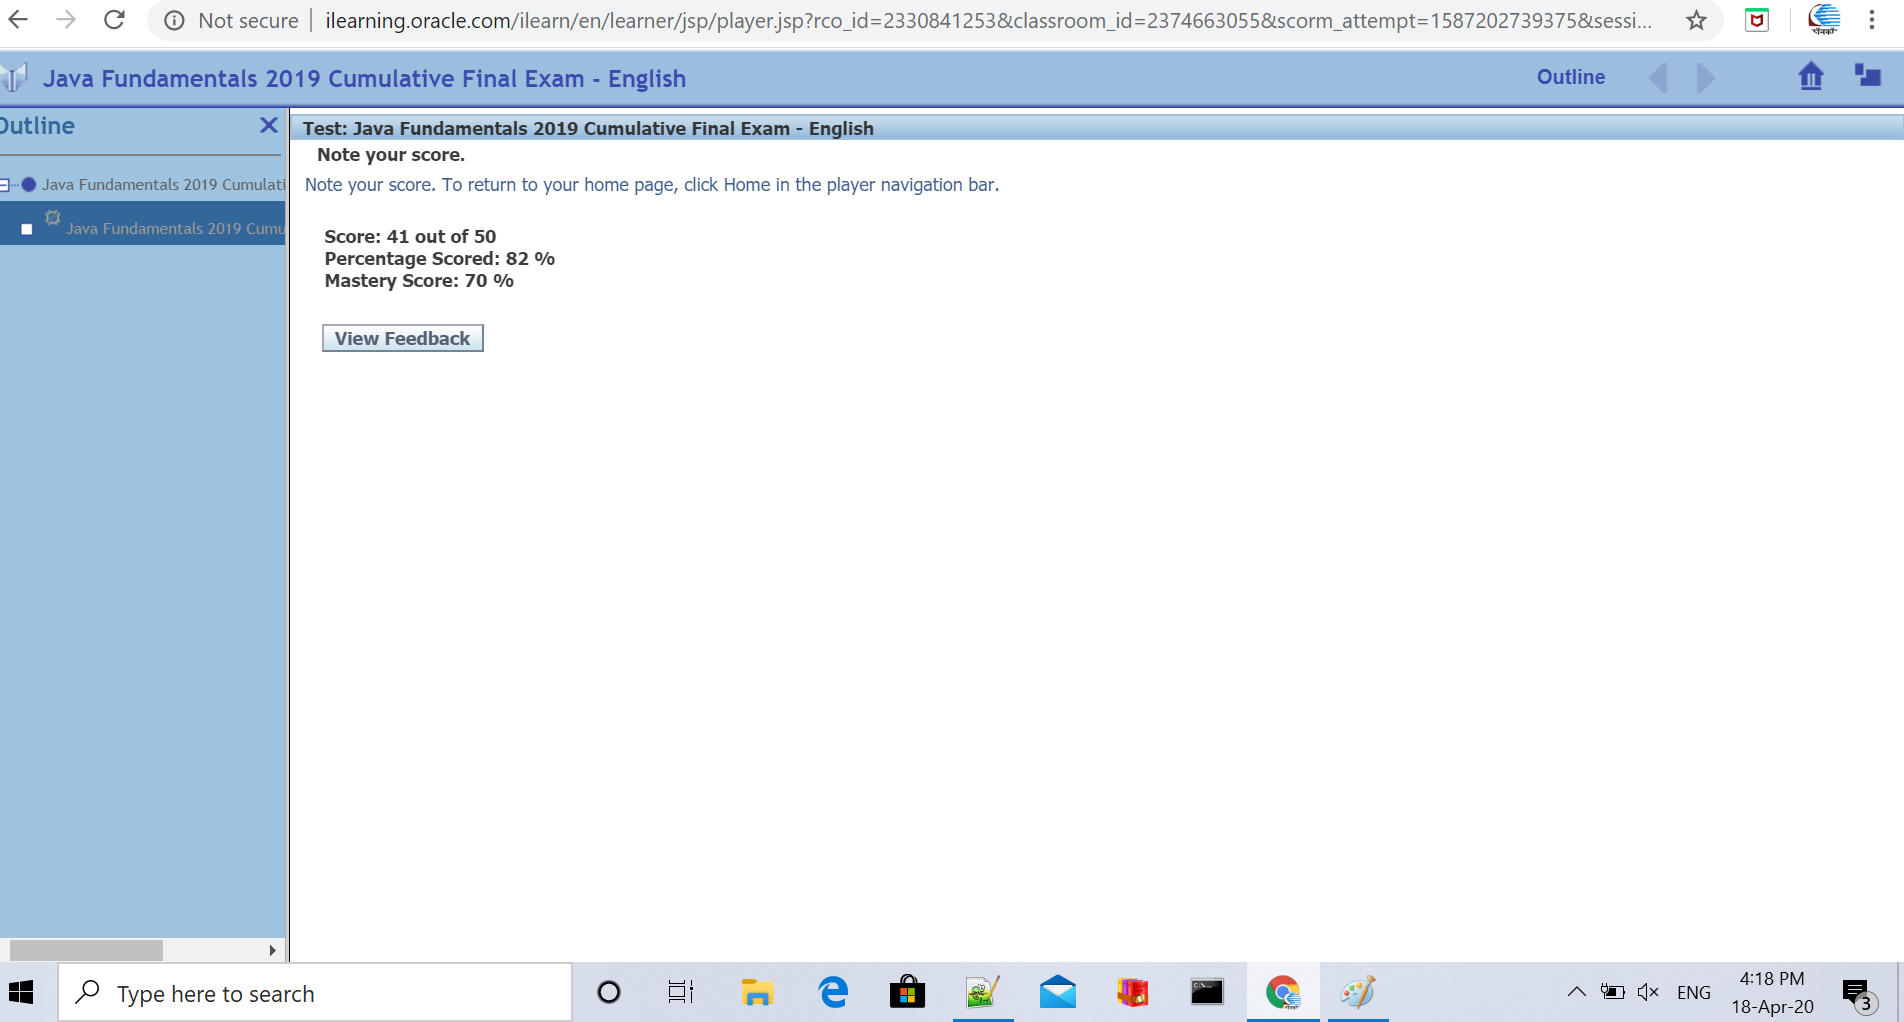 Not secure | ilearning.oracle.com/ilearn/en/learner/jsp/player.jsp?rco_id=2330841253&classroom_id=2374663055&scorm_attempt=1587202739375&sessi...
Java Fundamentals 2019 Cumulative Final Exam - English
Outline
Outline
Java Fundamentals 2019 Cumulati
Java Fundamentals 2019 Cumu
Test: Java Fundamentals 2019 Cumulative Final Exam - English
Note your score.
Note your score. To return to your home page, click Home in the player navigation bar.
Score: 41 out of 50
Percentage Scored: 82 %
Mastery Score: 70 %
View Feedback
Type here to search
ENG
4:18 PM
18-Apr-20
3